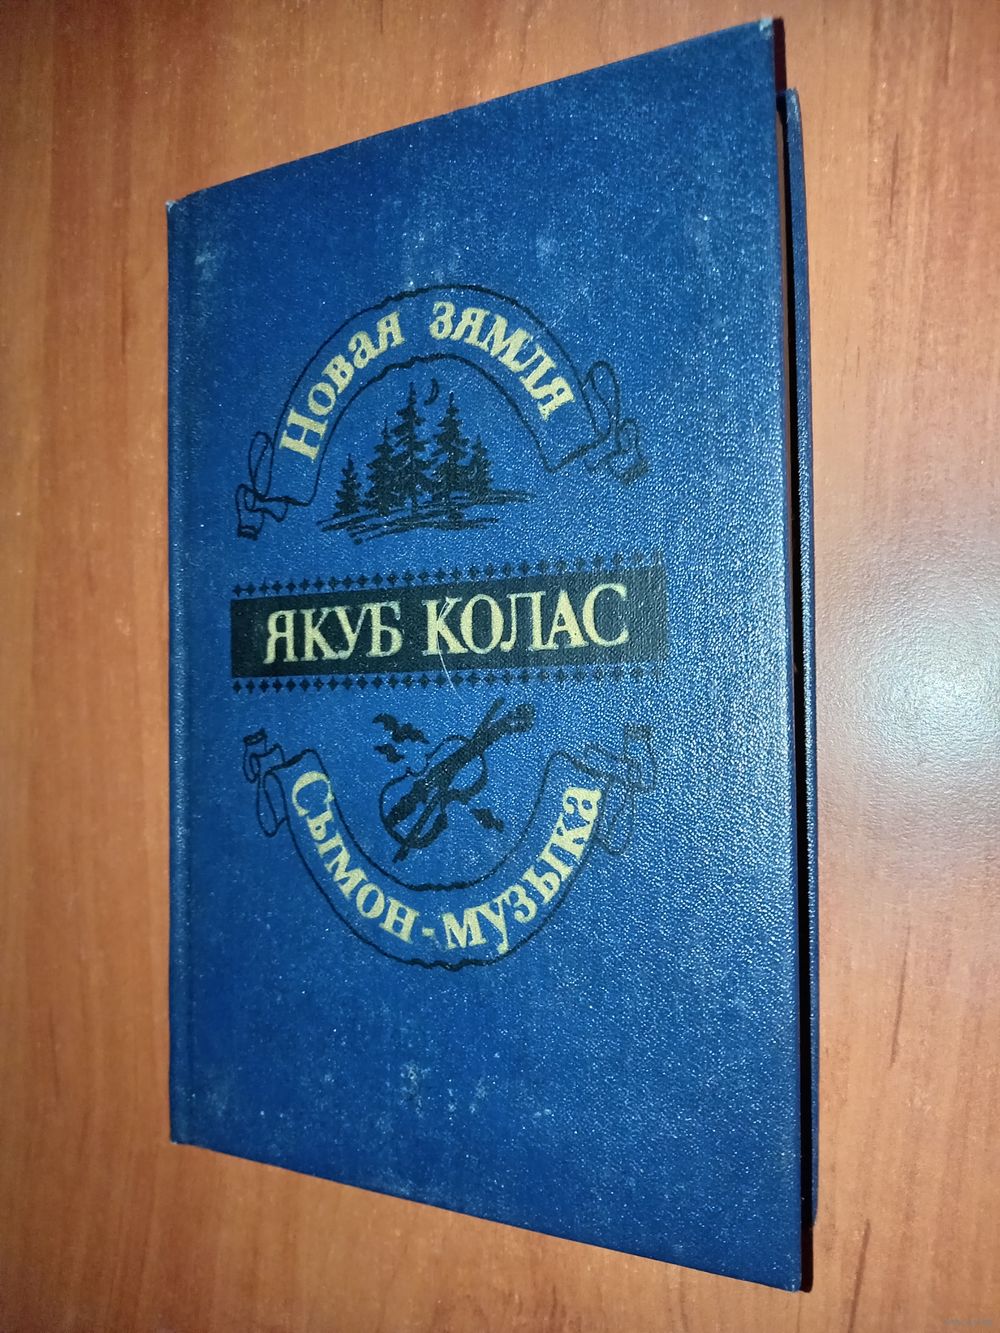 Новая зямля
ЯКУБ КОЛАС
Сымон-музыка